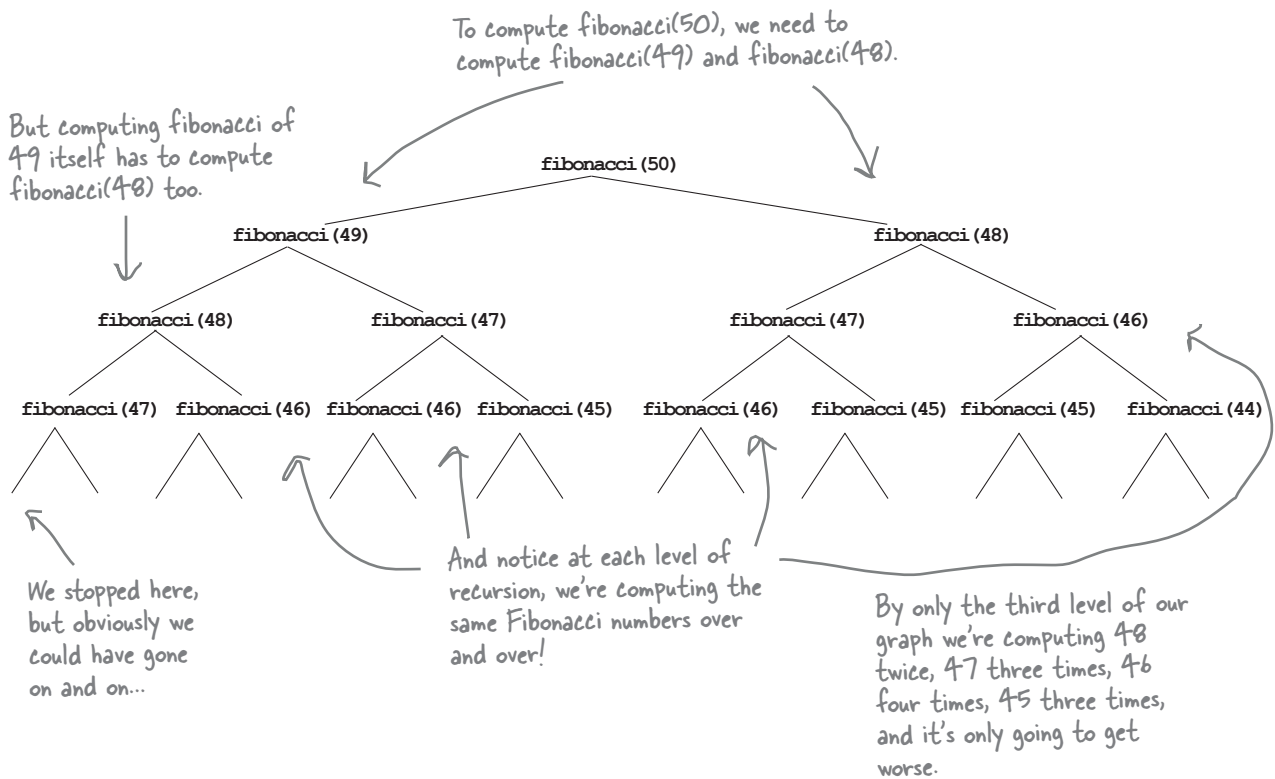 To compute fibonacci(50), we need to
compute fibonacci(49) and fibonacci(48).
But computing fibonacci of
49 itself has to compute
fibonacci(48) too.
fibonacci(50)
fibonacci(49) fibonacci(48)
fibonacci(48) fibonacci(47) fibonacci(47) fibonacci(46)
fibonacci(47) fibonacci(46) fibonacci(46) fibonacci(45) fibonacci(46) fibonacci(45) fibonacci(45) fibonacci(44)
We stopped here,
but obviously we
could have gone
on and on...
And notice at each level of
recursion, we're computing the
same Fibonacci numbers over
and over!
By only the third level of our
graph we're computing 48
twice, 47 three times, 46
four times, 45 three times,
and it's only going to get
worse.